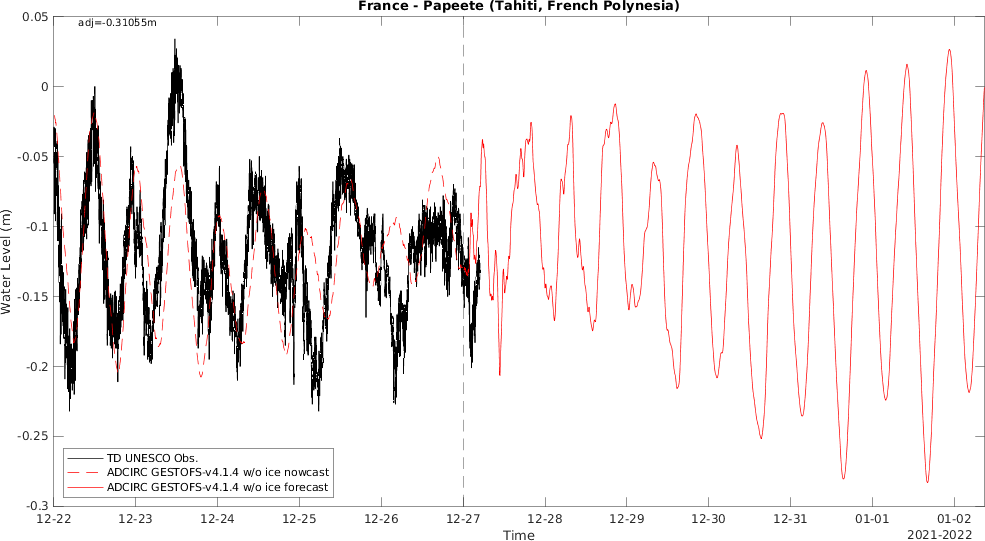 France - Papeete (Tahiti, French Polynesia)
adj=-0.31055m
0.05
0
-0.05
-0.1
-0.15
-0.2
-0.25
-0.3
Water Level (m)
TD UNESCO Obs.
ADCIRC GESTOFS-v4.1.4 w/o ice nowcast
ADCIRC GESTOFS-v4.1.4 w/o ice forecast
12-22 12-23 12-24 12-25 12-26 12-27 12-28 12-29 12-30 12-31 01-01 01-02
Time
2021-2022